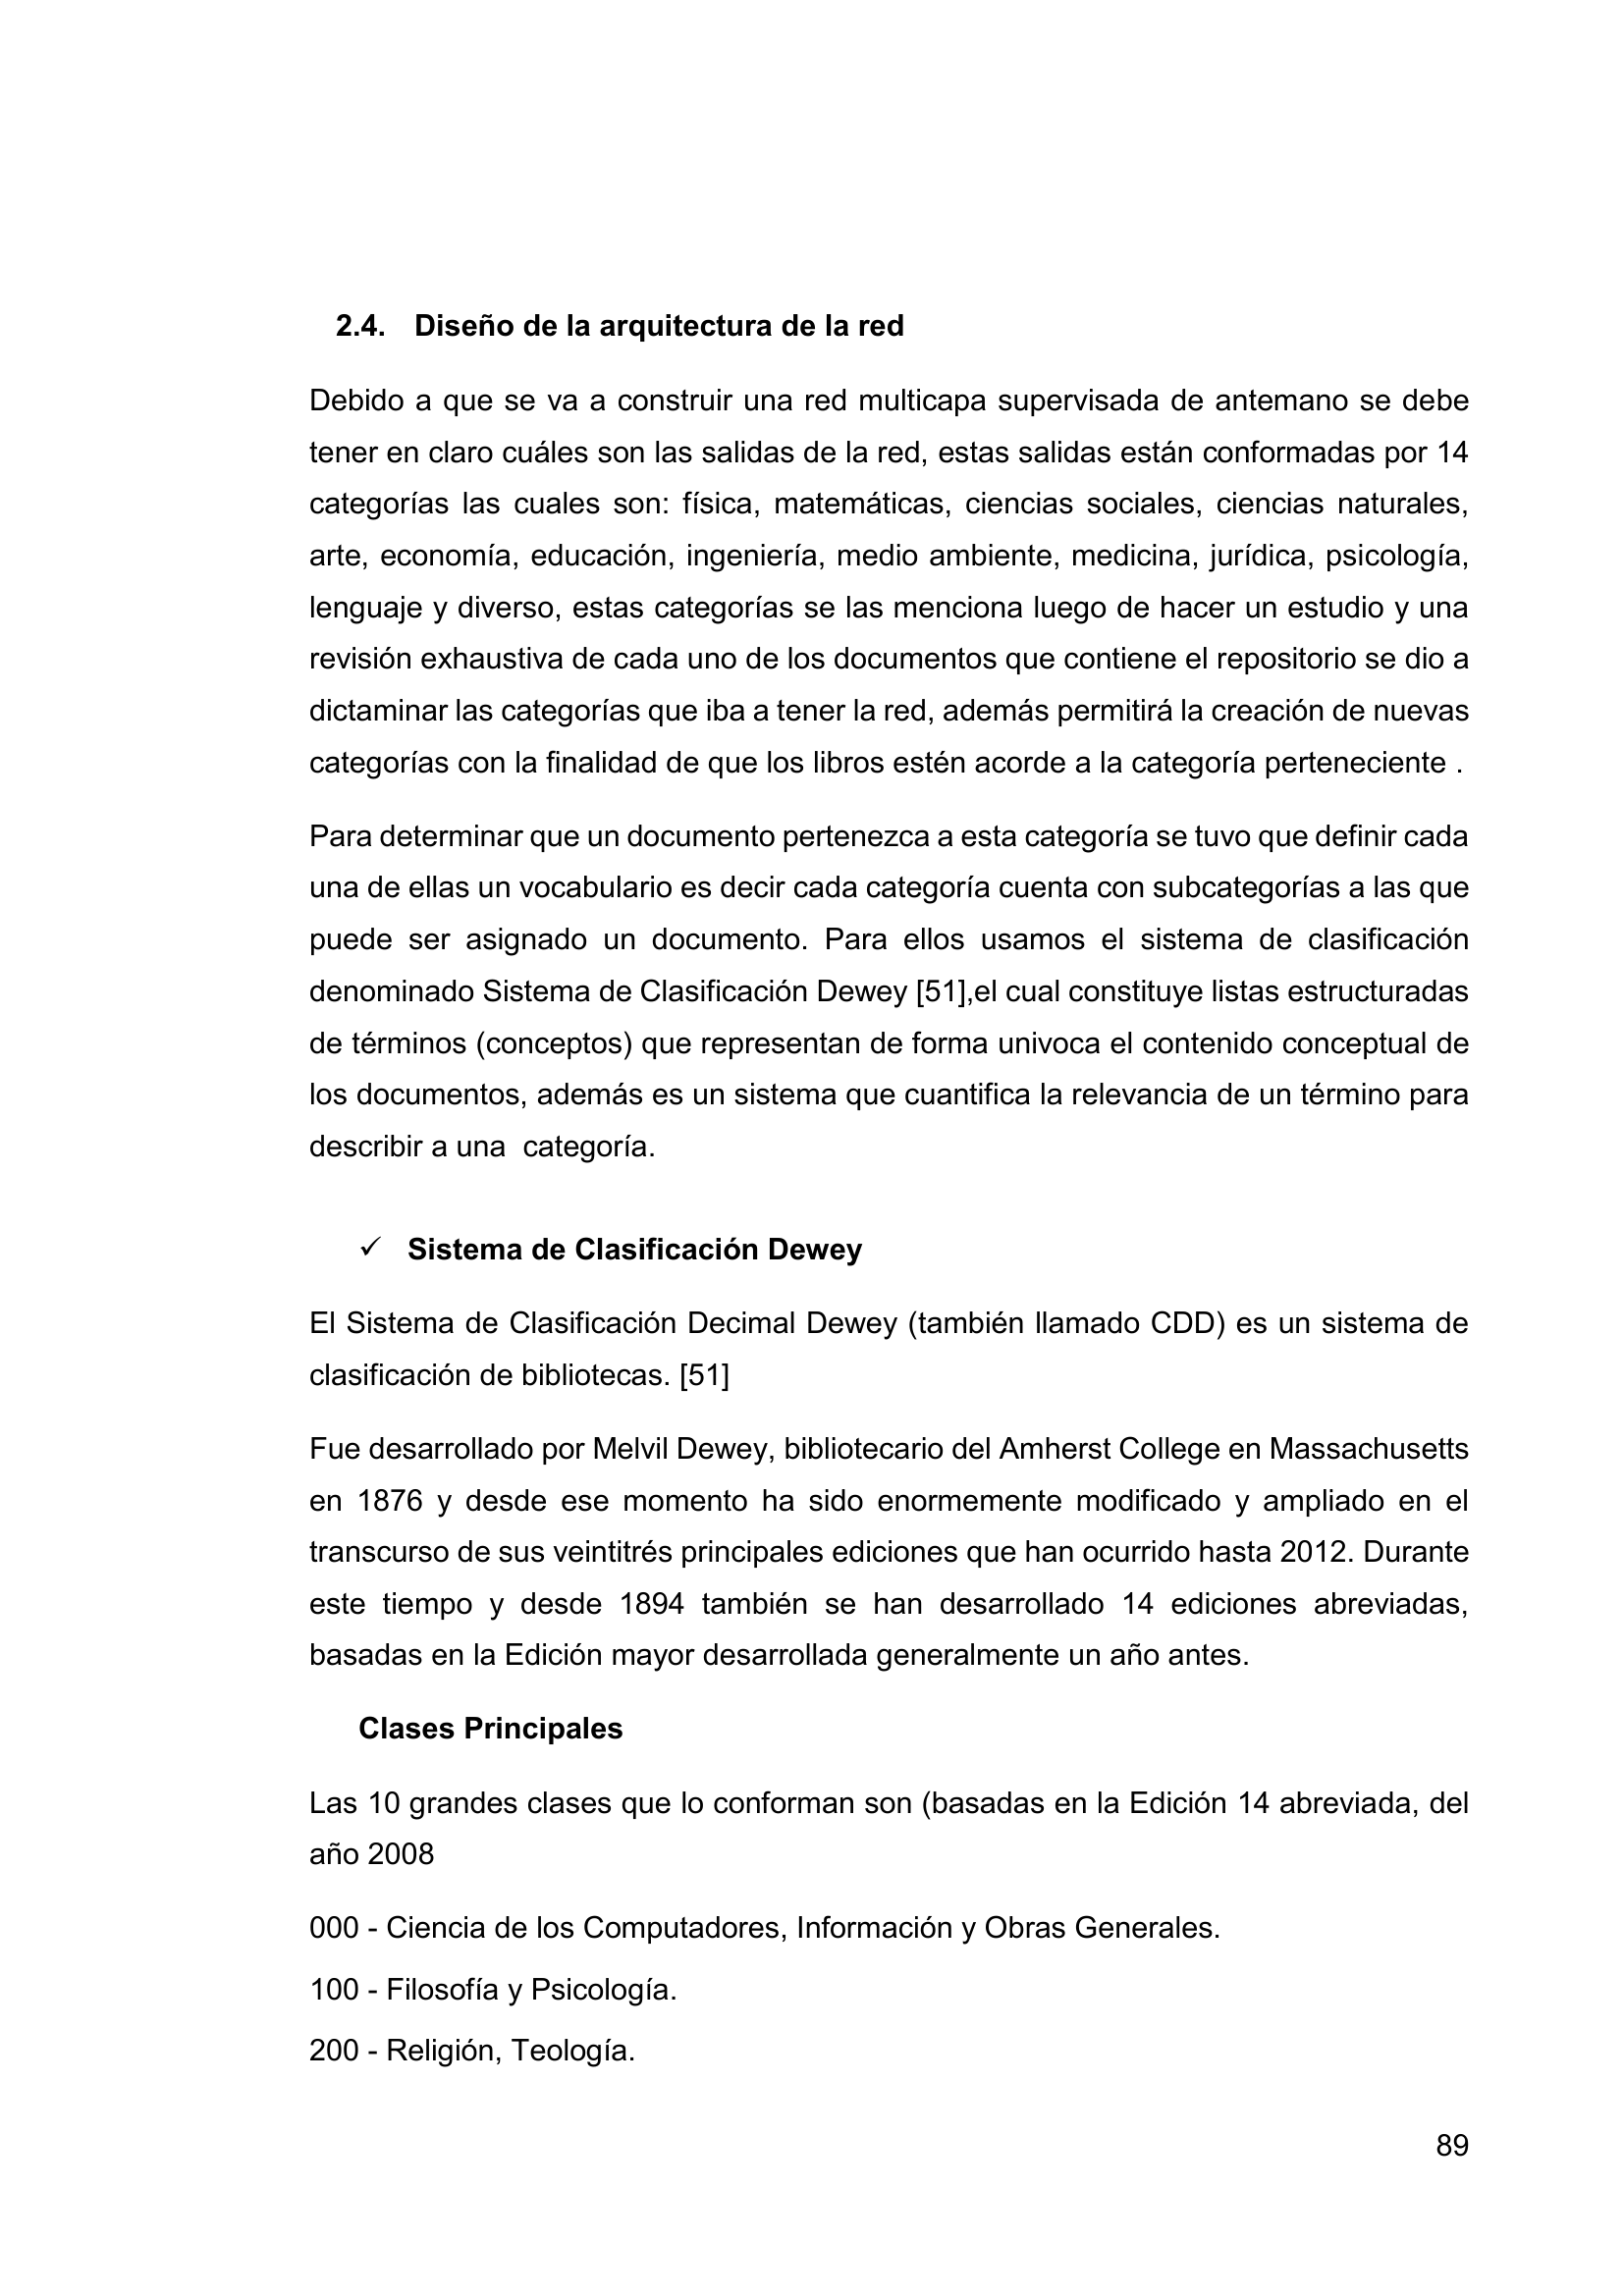 2.4. Diseño de la arquitectura de la red
Debido a que se va a construir una red multicapa supervisada de antemano se debe
tener en claro cuáles son las salidas de la red, estas salidas están conformadas por 14
categorías las cuales son: física, matemáticas, ciencias sociales, ciencias naturales,
arte, economía, educación, ingeniería, medio ambiente, medicina, jurídica, psicología,
lenguaje y diverso, estas categorías se las menciona luego de hacer un estudio y una
revisión exhaustiva de cada uno de los documentos que contiene el repositorio se dio a
dictaminar las categorías que iba a tener la red, además permitirá la creación de nuevas
categorías con la finalidad de que los libros estén acorde a la categoría perteneciente .
Para determinar que un documento pertenezca a esta categoría se tuvo que definir cada
una de ellas un vocabulario es decir cada categoría cuenta con subcategorías a las que
puede ser asignado un documento. Para ellos usamos el sistema de clasificación
denominado Sistema de Clasificación Dewey [51],el cual constituye listas estructuradas
de términos (conceptos) que representan de forma univoca el contenido conceptual de
los documentos, además es un sistema que cuantifica la relevancia de un término para
describir a una  categoría.
✓ Sistema de Clasificación Dewey
El Sistema de Clasificación Decimal Dewey (también llamado CDD) es un sistema de
clasificación de bibliotecas. [51]
Fue desarrollado por Melvil Dewey, bibliotecario del Amherst College en Massachusetts
en 1876 y desde ese momento ha sido enormemente modificado y ampliado en el
transcurso de sus veintitrés principales ediciones que han ocurrido hasta 2012. Durante
este tiempo y desde 1894 también se han desarrollado 14 ediciones abreviadas,
basadas en la Edición mayor desarrollada generalmente un año antes.
Clases Principales
Las 10 grandes clases que lo conforman son (basadas en la Edición 14 abreviada, del
año 2008
000 - Ciencia de los Computadores, Información y Obras Generales.
100 - Filosofía y Psicología.
200 - Religión, Teología.
89